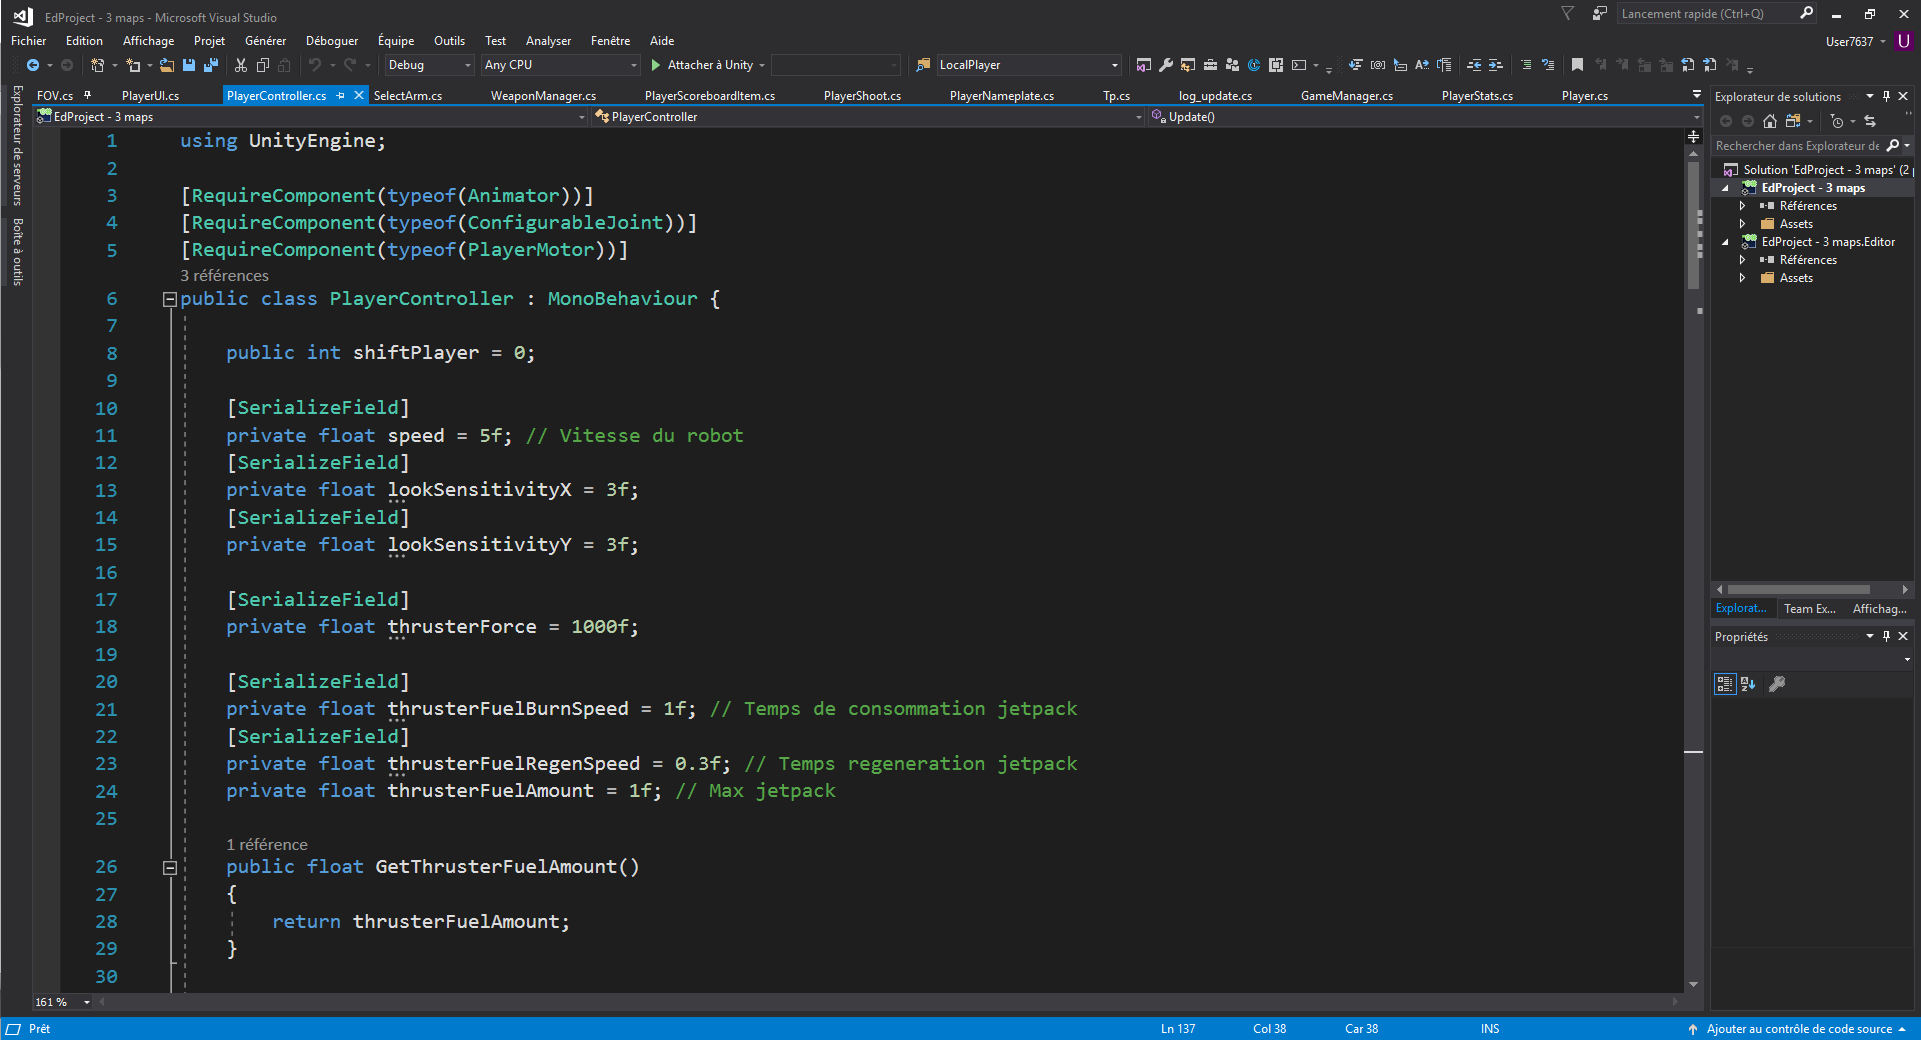 EdProject - 3 maps - Microsoft Visual Studio
Lancement rapide (Ctrl+Q)
Fichier Edition Affichage Projet Générer Déboguer Équipe Outils Test Analyser Fenêtre Aide
User7637 U
Debug Any CPU Attacher à Unity LocalPlayer
FOV.cs PlayerUI.cs PlayerController.cs SelectArm.cs WeaponManager.cs PlayerScoreboardItem.cs PlayerShoot.cs PlayerNameplate.cs Tp.cs log_update.cs GameManager.cs PlayerStats.cs Player.cs
EdProject - 3 maps PlayerController Update()
Explorateur de serveurs
Boîte à outils
1 using UnityEngine;
2
3 [RequireComponent(typeof(Animator))]
4 [RequireComponent(typeof(ConfigurableJoint))]
5 [RequireComponent(typeof(PlayerMotor))]
3 références
6 public class PlayerController : MonoBehaviour {
7
8 public int shiftPlayer = 0;
9
10 [SerializeField]
11 private float speed = 5f; // Vitesse du robot
12 [SerializeField]
13 private float lookSensitivityX = 3f;
14 [SerializeField]
15 private float lookSensitivityY = 3f;
16
17 [SerializeField]
18 private float thrusterForce = 1000f;
19
20 [SerializeField]
21 private float thrusterFuelBurnSpeed = 1f; // Temps de consommation jetpack
22 [SerializeField]
23 private float thrusterFuelRegenSpeed = 0.3f; // Temps regeneration jetpack
24 private float thrusterFuelAmount = 1f; // Max jetpack
25
1 référence
26 public float GetThrusterFuelAmount()
27 {
28 return thrusterFuelAmount;
29 }
30
161 %
Explorateur de solutions
Rechercher dans Explorateur de
Solution 'EdProject - 3 maps' (2 p
EdProject - 3 maps
Références
Assets
EdProject - 3 maps.Editor
Références
Assets
Explorat... Team Ex... Affichag...
Propriétés
Prêt Ln 137 Col 38 Car 38 INS Ajouter au contrôle de code source